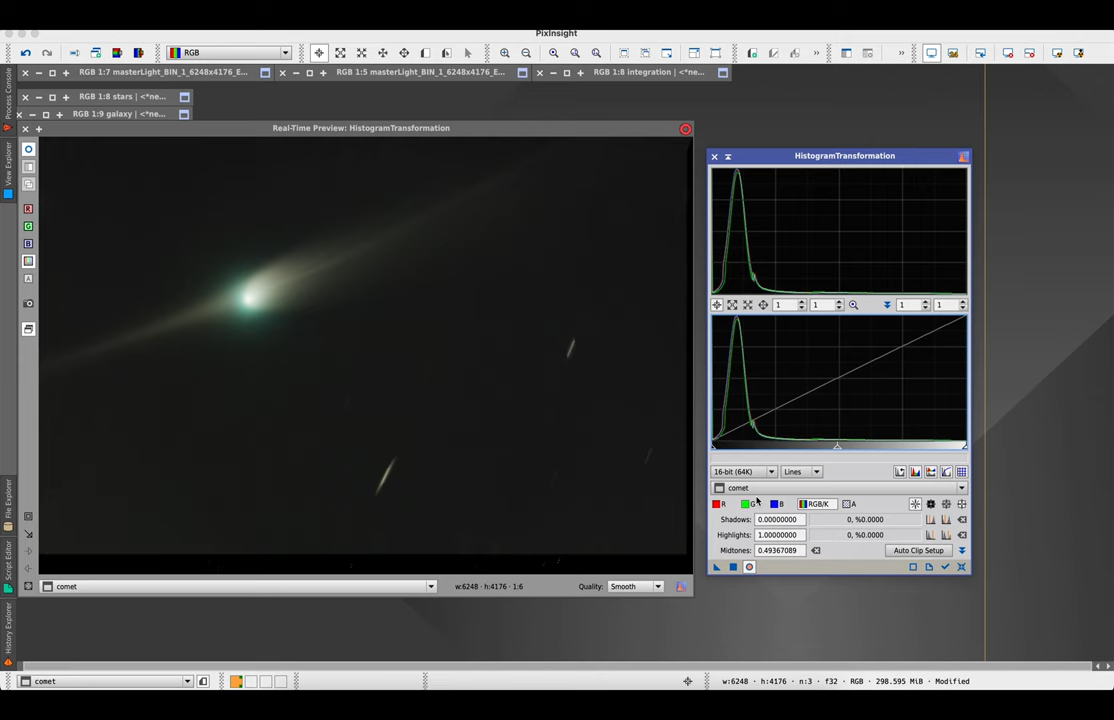 PixInsight
RGB
RGB 1:7 masterLight_BIN_1_6248x4176_E...
RGB 1:5 masterLight_BIN_1_6248x4176_E...
RGB 1:8 integration | <*ne...
RGB 1:8 stars | <*ne...
RGB 1:9 galaxy | <*ne...
Process Console
View Explorer
File Explorer
Script Editor
History Explorer
Real-Time Preview: HistogramTransformation
R
G
B
A
comet
w:6248 · h:4176 · 1:6
Quality: Smooth
HistogramTransformation
1 1 1 1
16-bit (64K) Lines
comet
R G B RGB/K A
Shadows: 0.00000000 0, %0.0000
Highlights: 1.00000000 0, %0.0000
Midtones: 0.49367089 Auto Clip Setup
comet
w:6248 · h:4176 · n:3 · f32 · RGB · 298.595 MiB · Modified